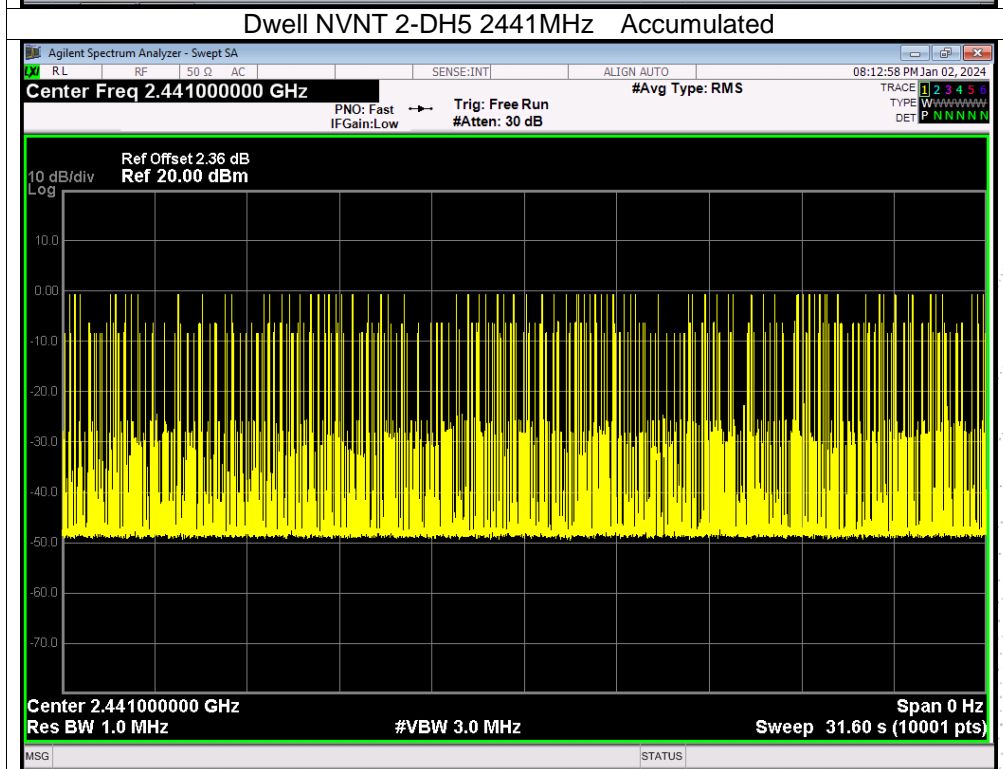 Dwell NVNT 2-DH5 2441MHz Accumulated
Agilent Spectrum Analyzer - Swept SA
LXI RL RF 50 Ω AC SENSE:INT ALIGN AUTO 08:12:58 PM Jan 02, 2024
Center Freq 2.441000000 GHz #Avg Type: RMS TRACE 1 2 3 4 5 6
PNO: Fast Trig: Free Run TYPE WWWWWW
IFGain:Low #Atten: 30 dB DET P N N N N N
Ref Offset 2.36 dB
10 dB/div Ref 20.00 dBm
Log
10.0
0.00
-10.0
-20.0
-30.0
-40.0
-50.0
-60.0
-70.0
Center 2.441000000 GHz Span 0 Hz
Res BW 1.0 MHz #VBW 3.0 MHz Sweep 31.60 s (10001 pts)
MSG STATUS